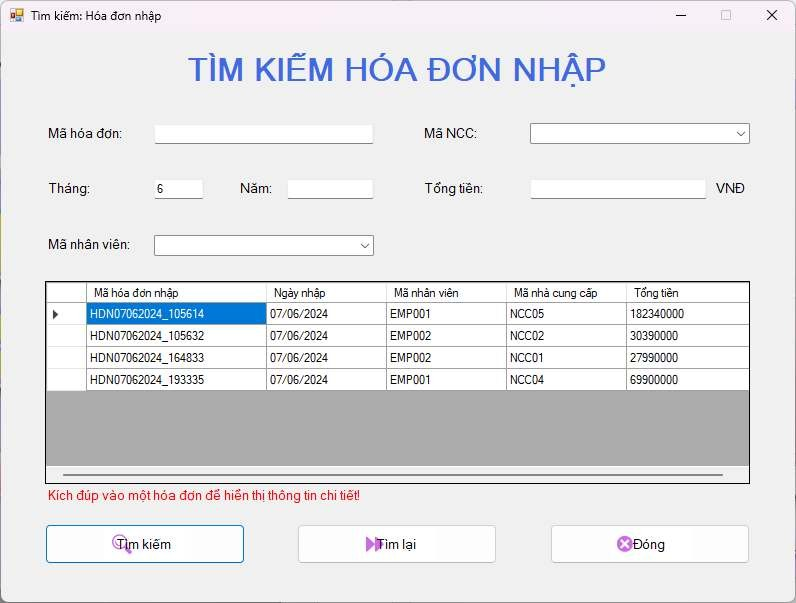 Tìm kiếm: Hóa đơn nhập
TÌM KIẾM HÓA ĐƠN NHẬP
Mã hóa đơn: Mã NCC:
Tháng: 6 Năm: Tổng tiền: VNĐ
Mã nhân viên:
Mã hóa đơn nhập Ngày nhập Mã nhân viên Mã nhà cung cấp Tổng tiền
HDN07062024_105614 07/06/2024 EMP001 NCC05 182340000
HDN07062024_105632 07/06/2024 EMP002 NCC02 30390000
HDN07062024_164833 07/06/2024 EMP002 NCC01 27990000
HDN07062024_193335 07/06/2024 EMP001 NCC04 69900000
Kích đúp vào một hóa đơn để hiển thị thông tin chi tiết!
Tìm kiếm Tìm lại Đóng